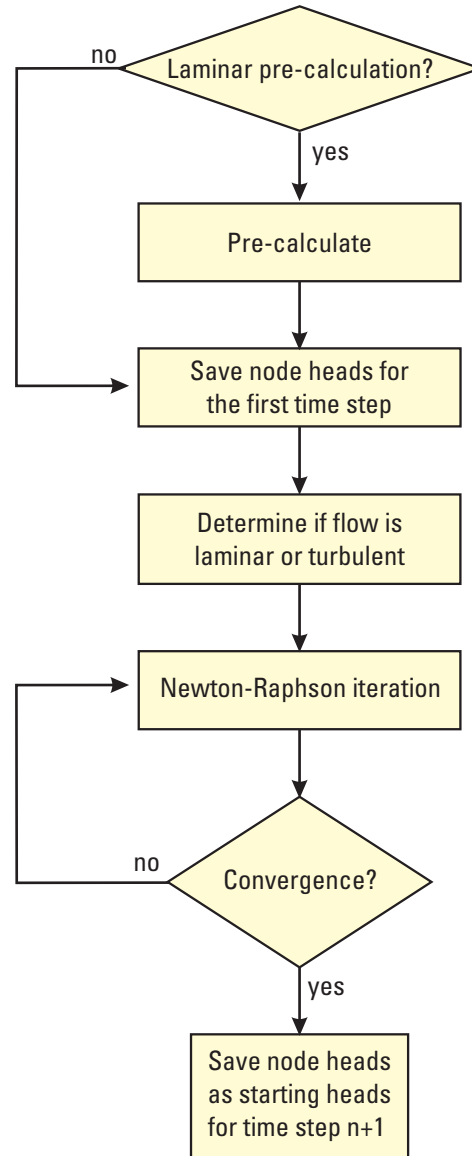 no
Laminar pre-calculation?
yes
Pre-calculate
Save node heads for
the first time step
Determine if flow is
laminar or turbulent
Newton-Raphson iteration
no
Convergence?
yes
Save node heads
as starting heads
for time step n+1